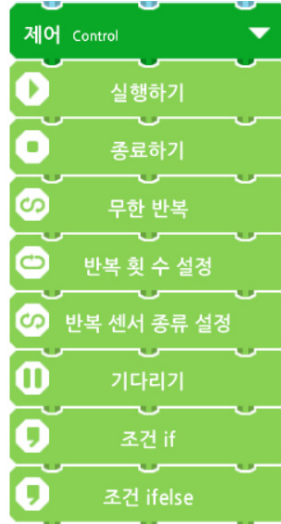 제어 Control
실행하기
종료하기
무한 반복
반복 횟 수 설정
반복 센서 종류 설정
기다리기
조건 if
조건 ifelse